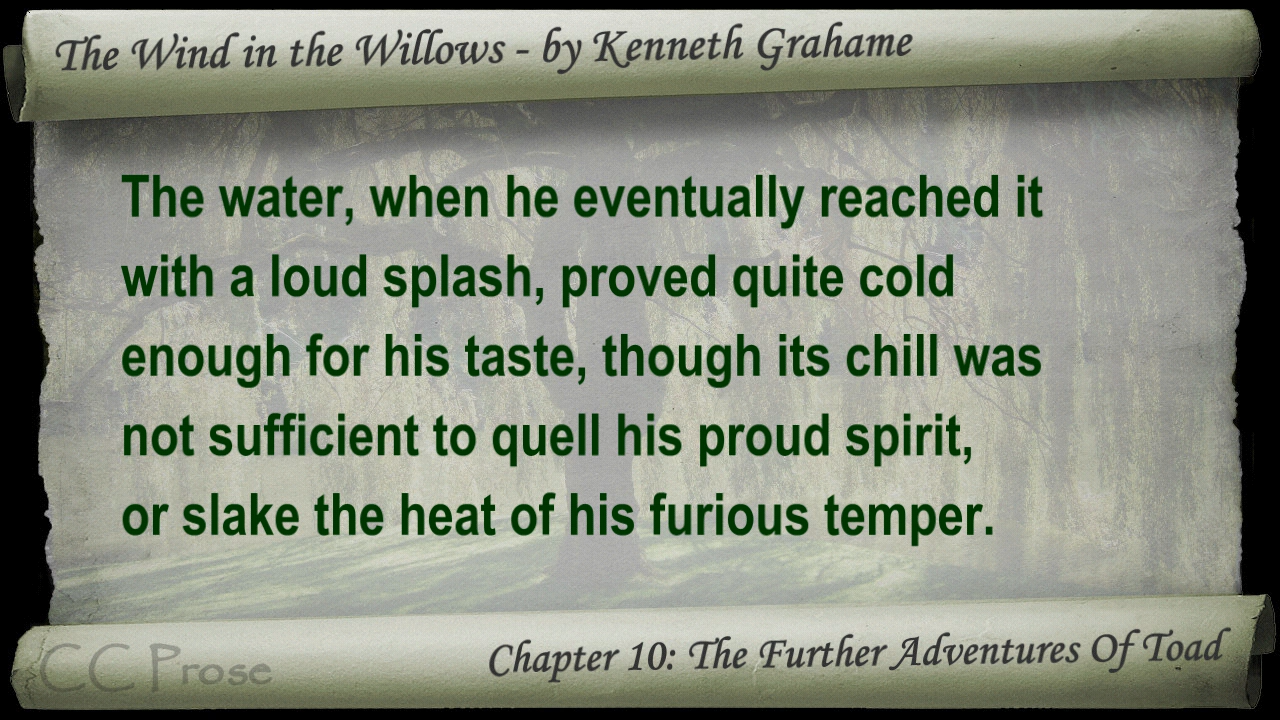 The Wind in the Willows - by Kenneth Grahame
The water, when he eventually reached it
with a loud splash, proved quite cold
enough for his taste, though its chill was
not sufficient to quell his proud spirit,
or slake the heat of his furious temper.
CC Prose
Chapter 10: The Further Adventures Of Toad